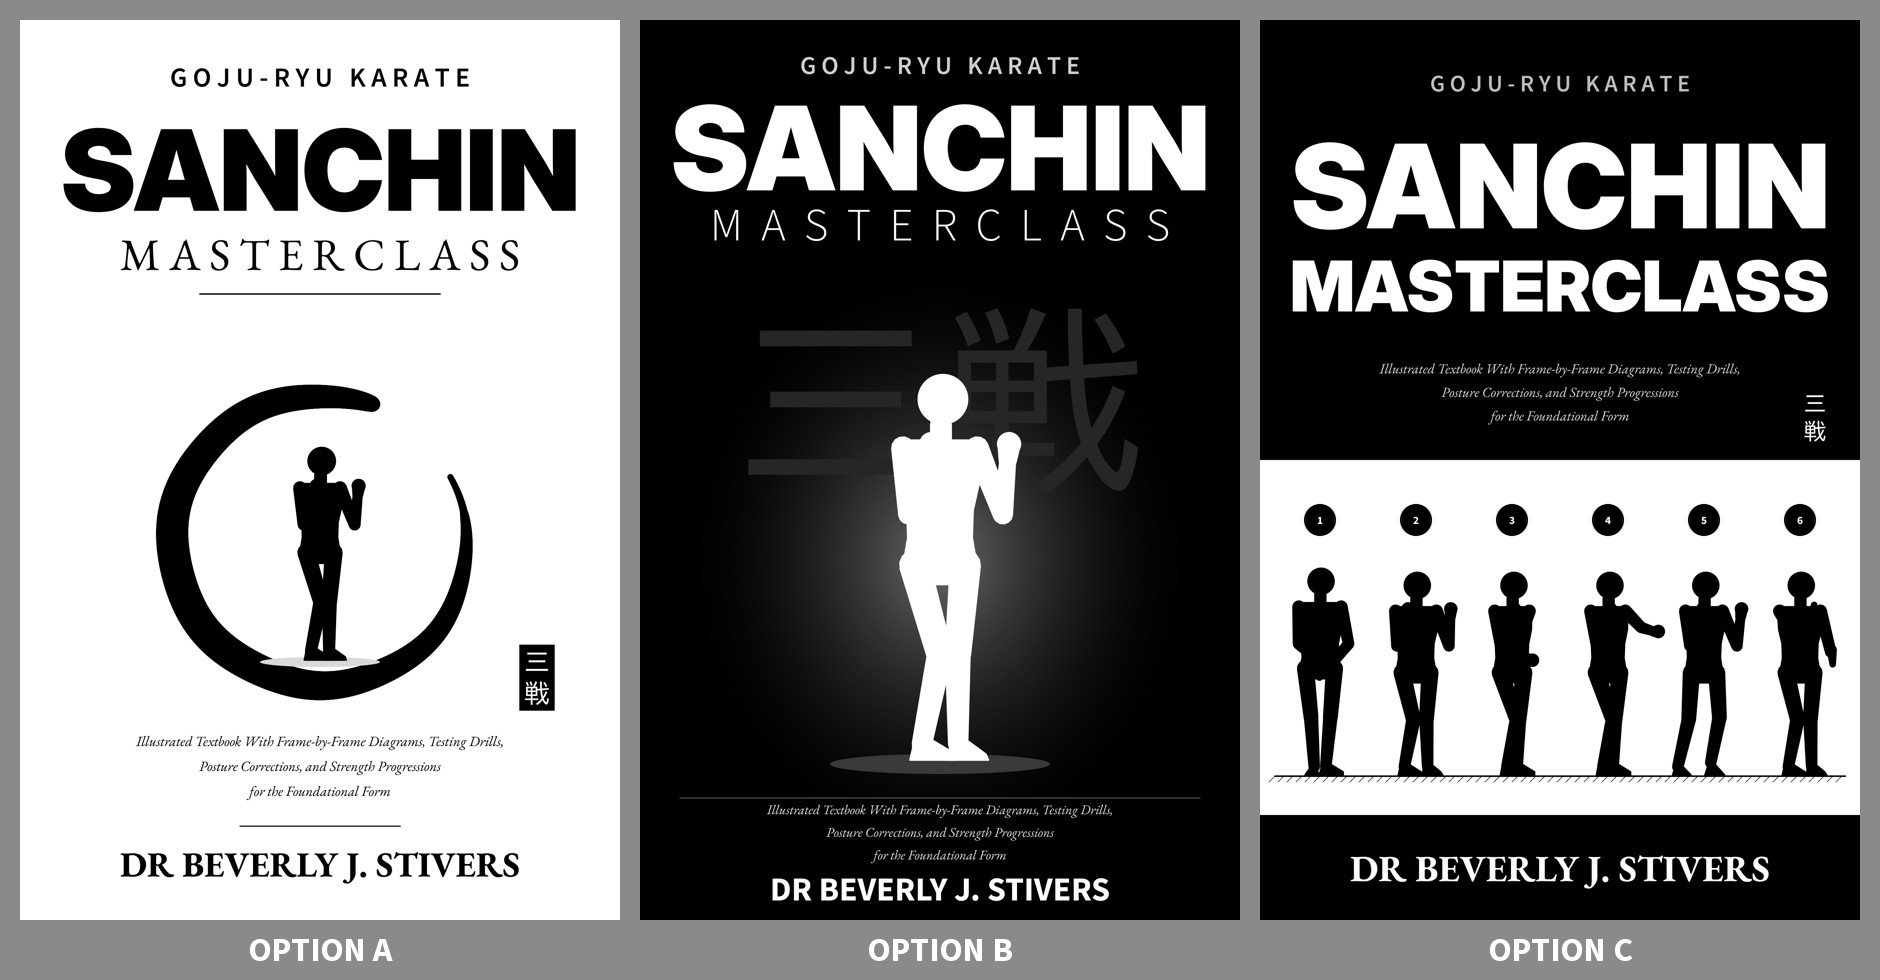 GOJU-RYU KARATE
SANCHIN
MASTERCLASS
三
戦
Illustrated Textbook With Frame-by-Frame Diagrams, Testing Drills,
Posture Corrections, and Strength Progressions
for the Foundational Form
DR BEVERLY J. STIVERS
OPTION A
GOJU-RYU KARATE
SANCHIN
MASTERCLASS
三戦
Illustrated Textbook With Frame-by-Frame Diagrams, Testing Drills,
Posture Corrections, and Strength Progressions
for the Foundational Form
DR BEVERLY J. STIVERS
OPTION B
GOJU-RYU KARATE
SANCHIN
MASTERCLASS
Illustrated Textbook With Frame-by-Frame Diagrams, Testing Drills,
Posture Corrections, and Strength Progressions
for the Foundational Form
三
戦
1 2 3 4 5 6
DR BEVERLY J. STIVERS
OPTION C